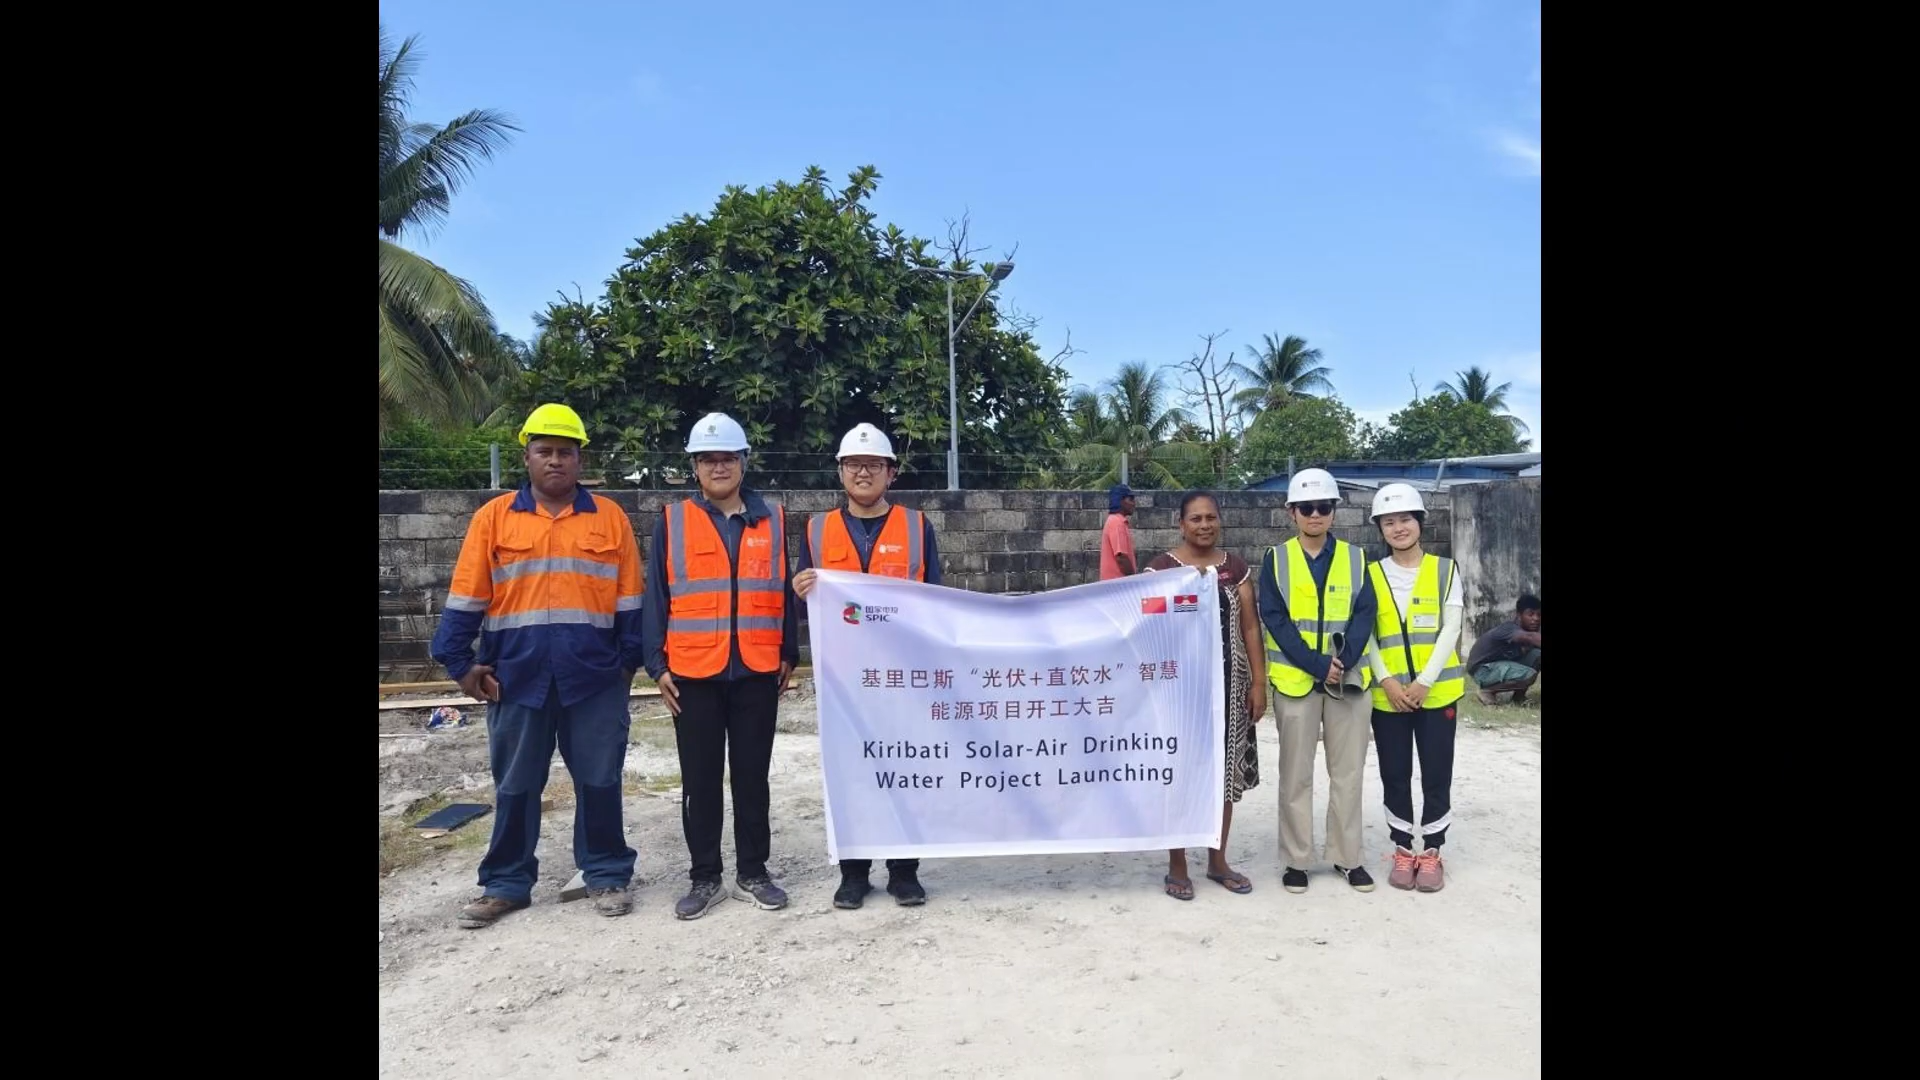 国家电投
SPIC
基里巴斯“光伏+直饮水”智慧
能源项目开工大吉
Kiribati Solar-Air Drinking
Water Project Launching